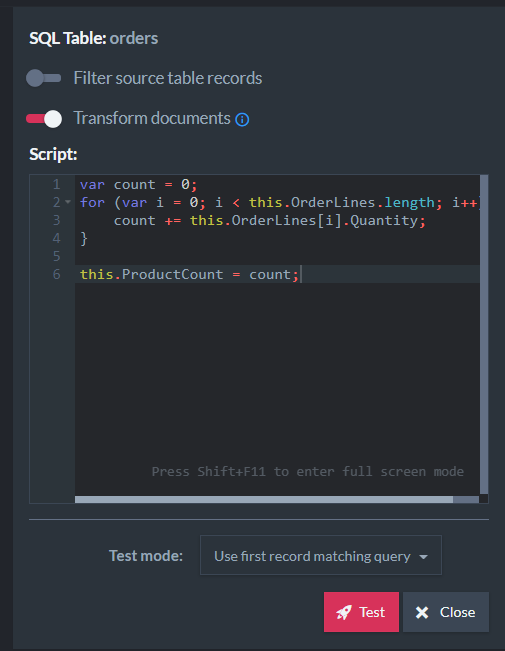 SQL Table: orders
Filter source table records
Transform documents
Script:
1 var count = 0;
2 for (var i = 0; i < this.OrderLines.length; i++)
3     count += this.OrderLines[i].Quantity;
4 }
5
6 this.ProductCount = count;
Press Shift+F11 to enter full screen mode
Test mode: Use first record matching query
Test Close